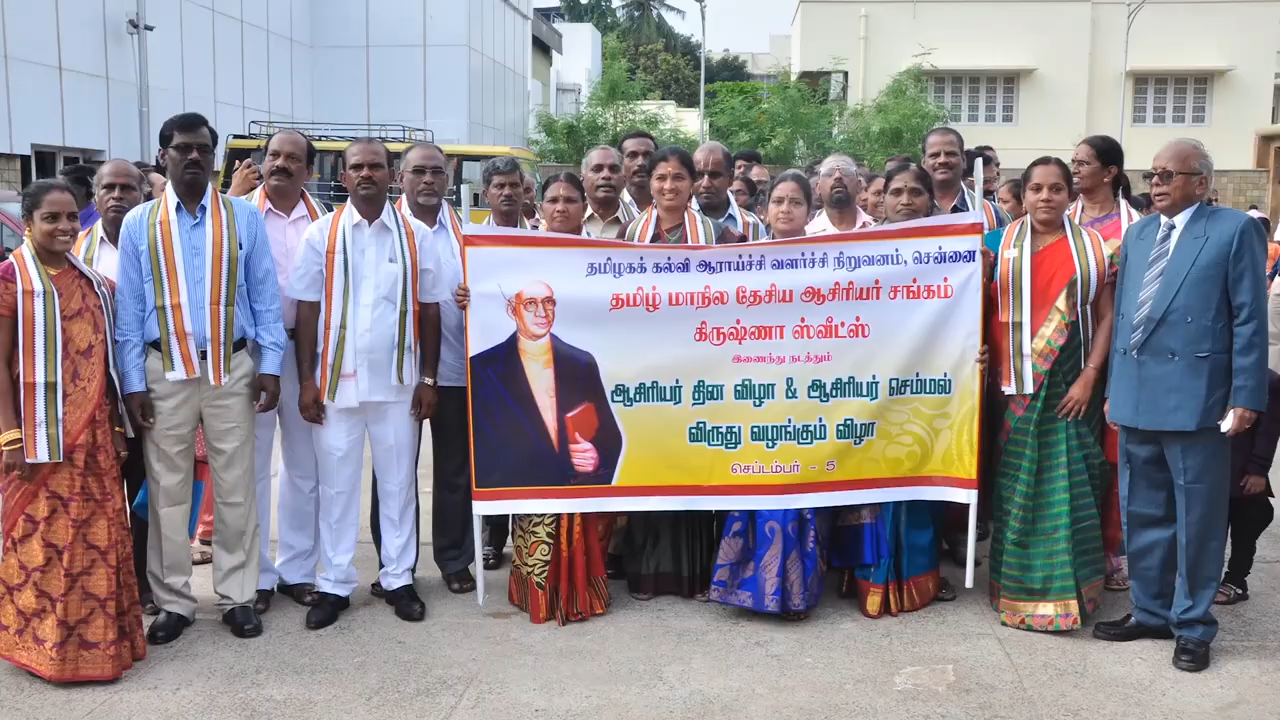 தமிழகக் கல்வி ஆராய்ச்சி வளர்ச்சி நிறுவனம், சென்னை
தமிழ் மாநில தேசிய ஆசிரியர் சங்கம்
கிருஷ்ணா ஸ்வீட்ஸ்
இணைந்து நடத்தும்
ஆசிரியர் தின விழா & ஆசிரியர் செம்மல்
விருது வழங்கும் விழா
செப்டம்பர் - 5